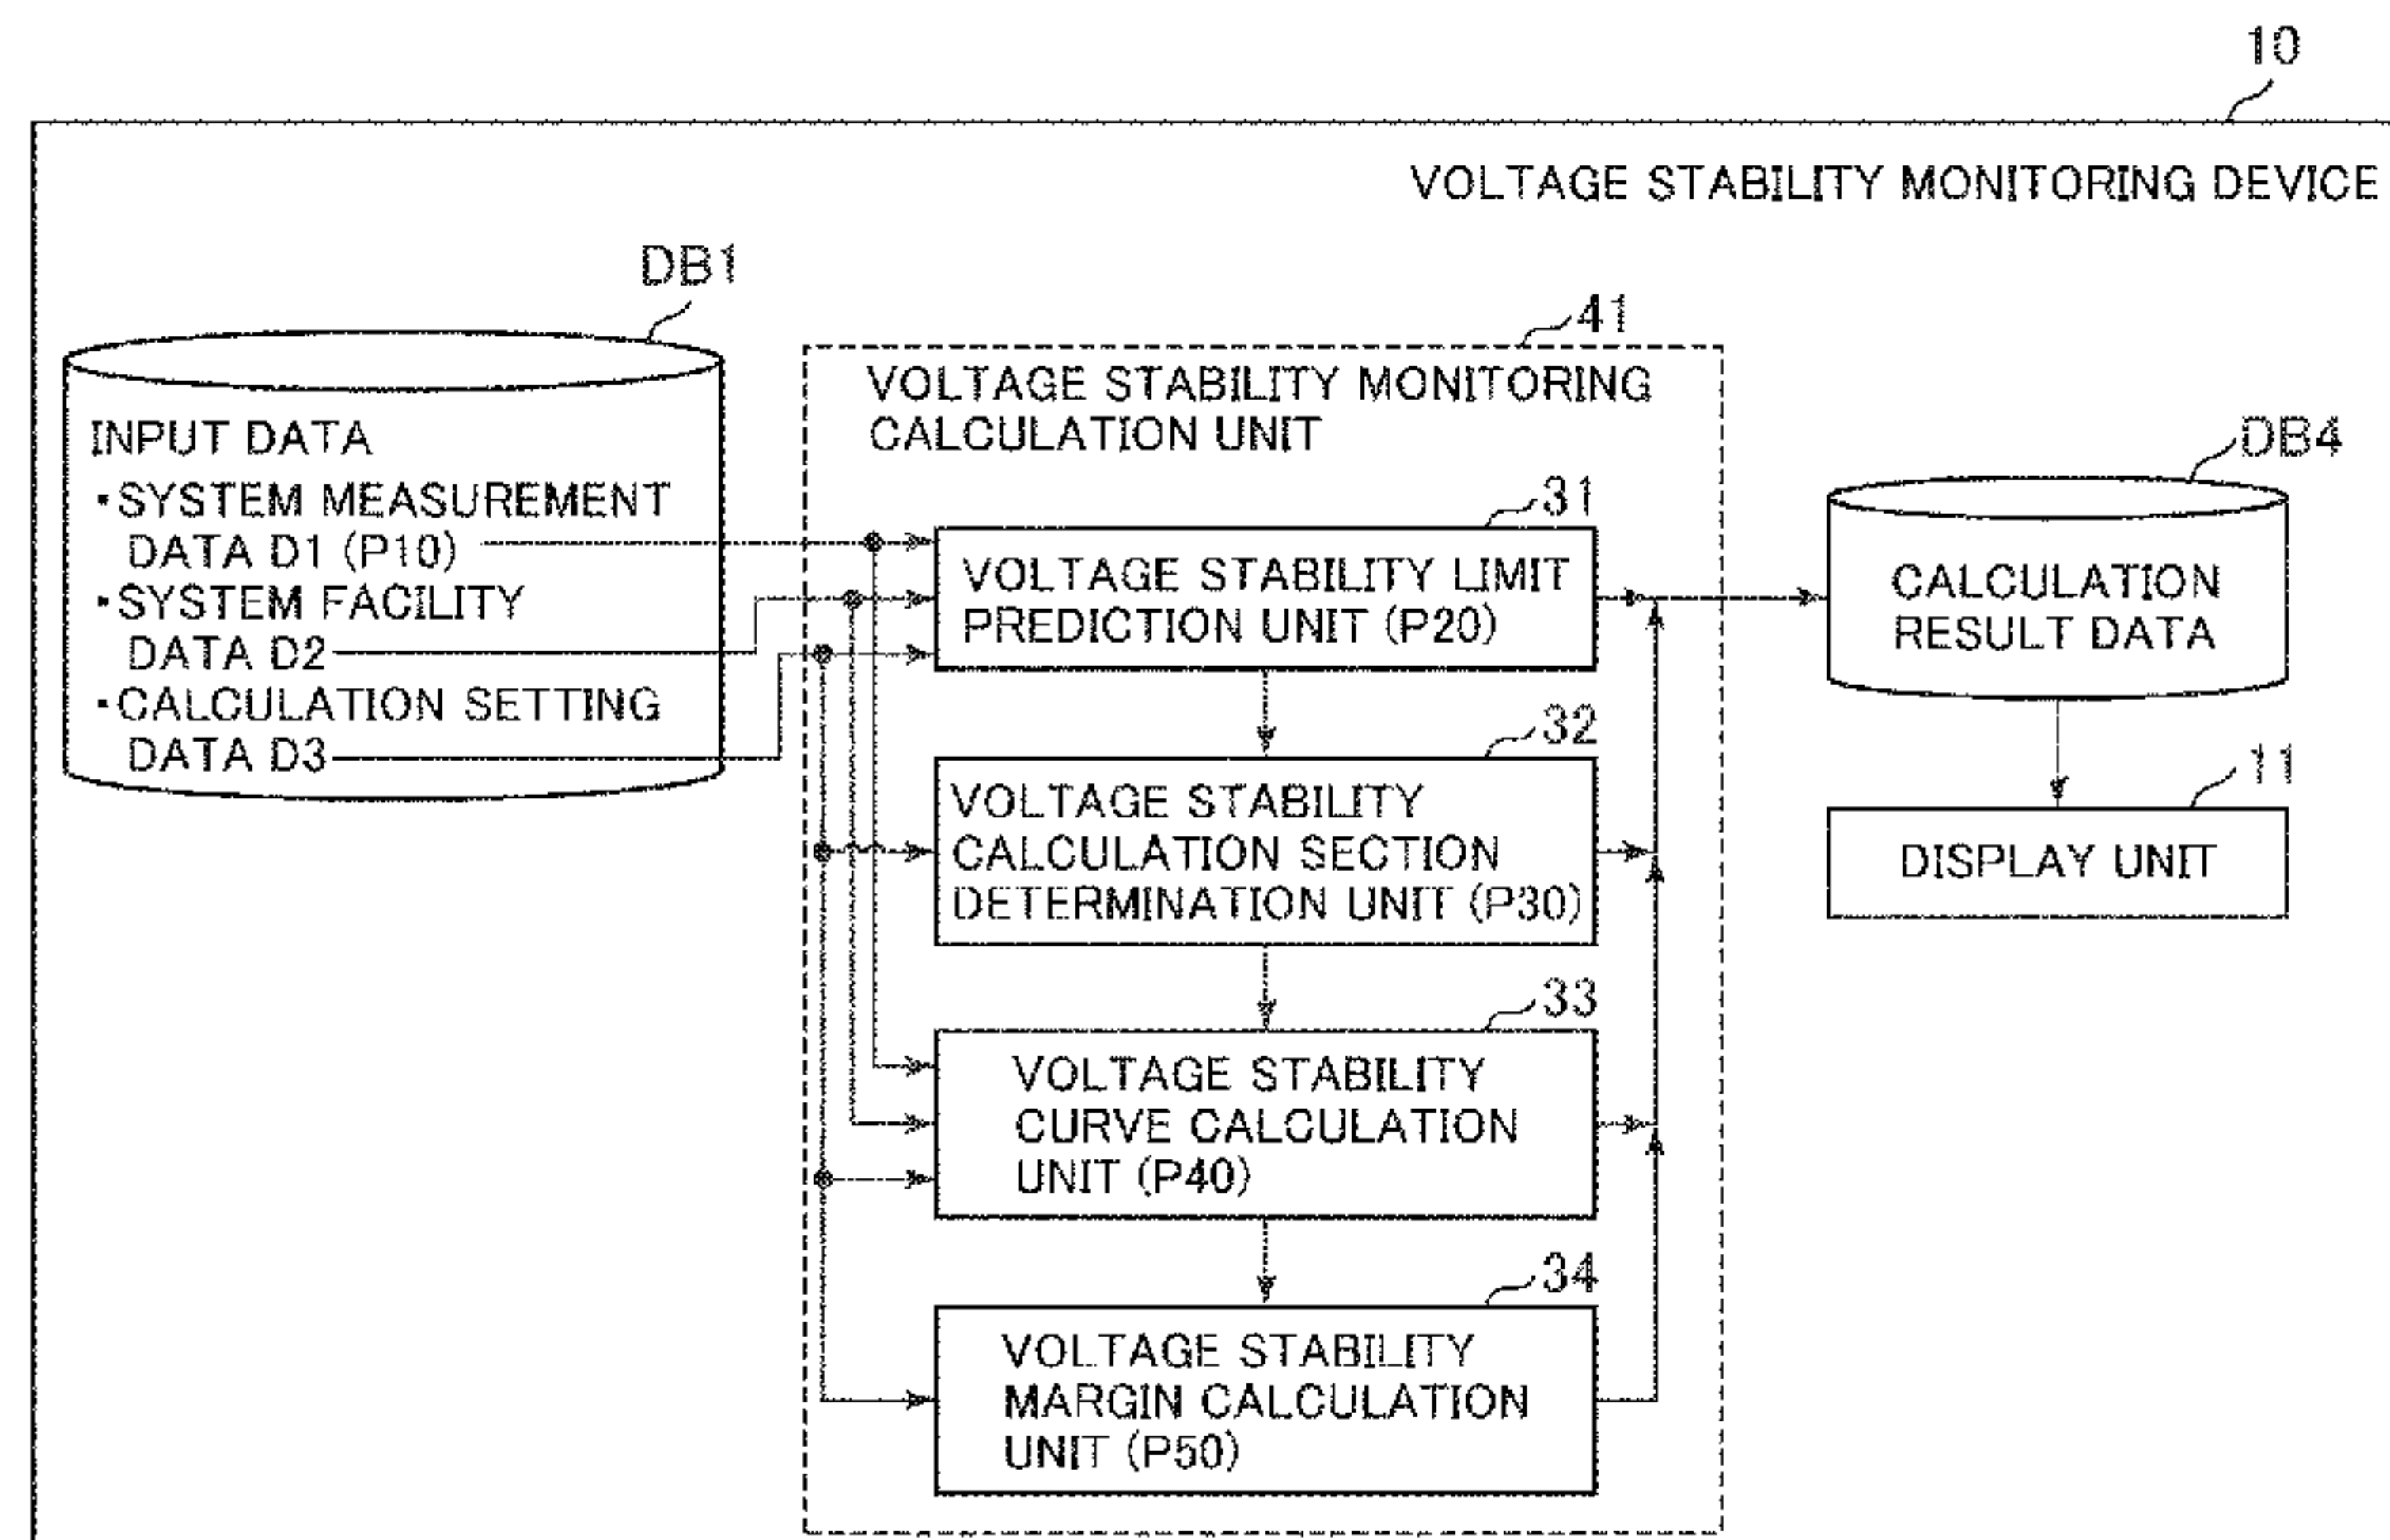 10
VOLTAGE STABILITY MONITORING DEVICE
DB1
INPUT DATA
・SYSTEM MEASUREMENT
DATA D1 (P10)
・SYSTEM FACILITY
DATA D2
・CALCULATION SETTING
DATA D3
41
VOLTAGE STABILITY MONITORING
CALCULATION UNIT
31
VOLTAGE STABILITY LIMIT
PREDICTION UNIT (P20)
32
VOLTAGE STABILITY
CALCULATION SECTION
DETERMINATION UNIT (P30)
33
VOLTAGE STABILITY
CURVE CALCULATION
UNIT (P40)
34
VOLTAGE STABILITY
MARGIN CALCULATION
UNIT (P50)
DB4
CALCULATION
RESULT DATA
11
DISPLAY UNIT